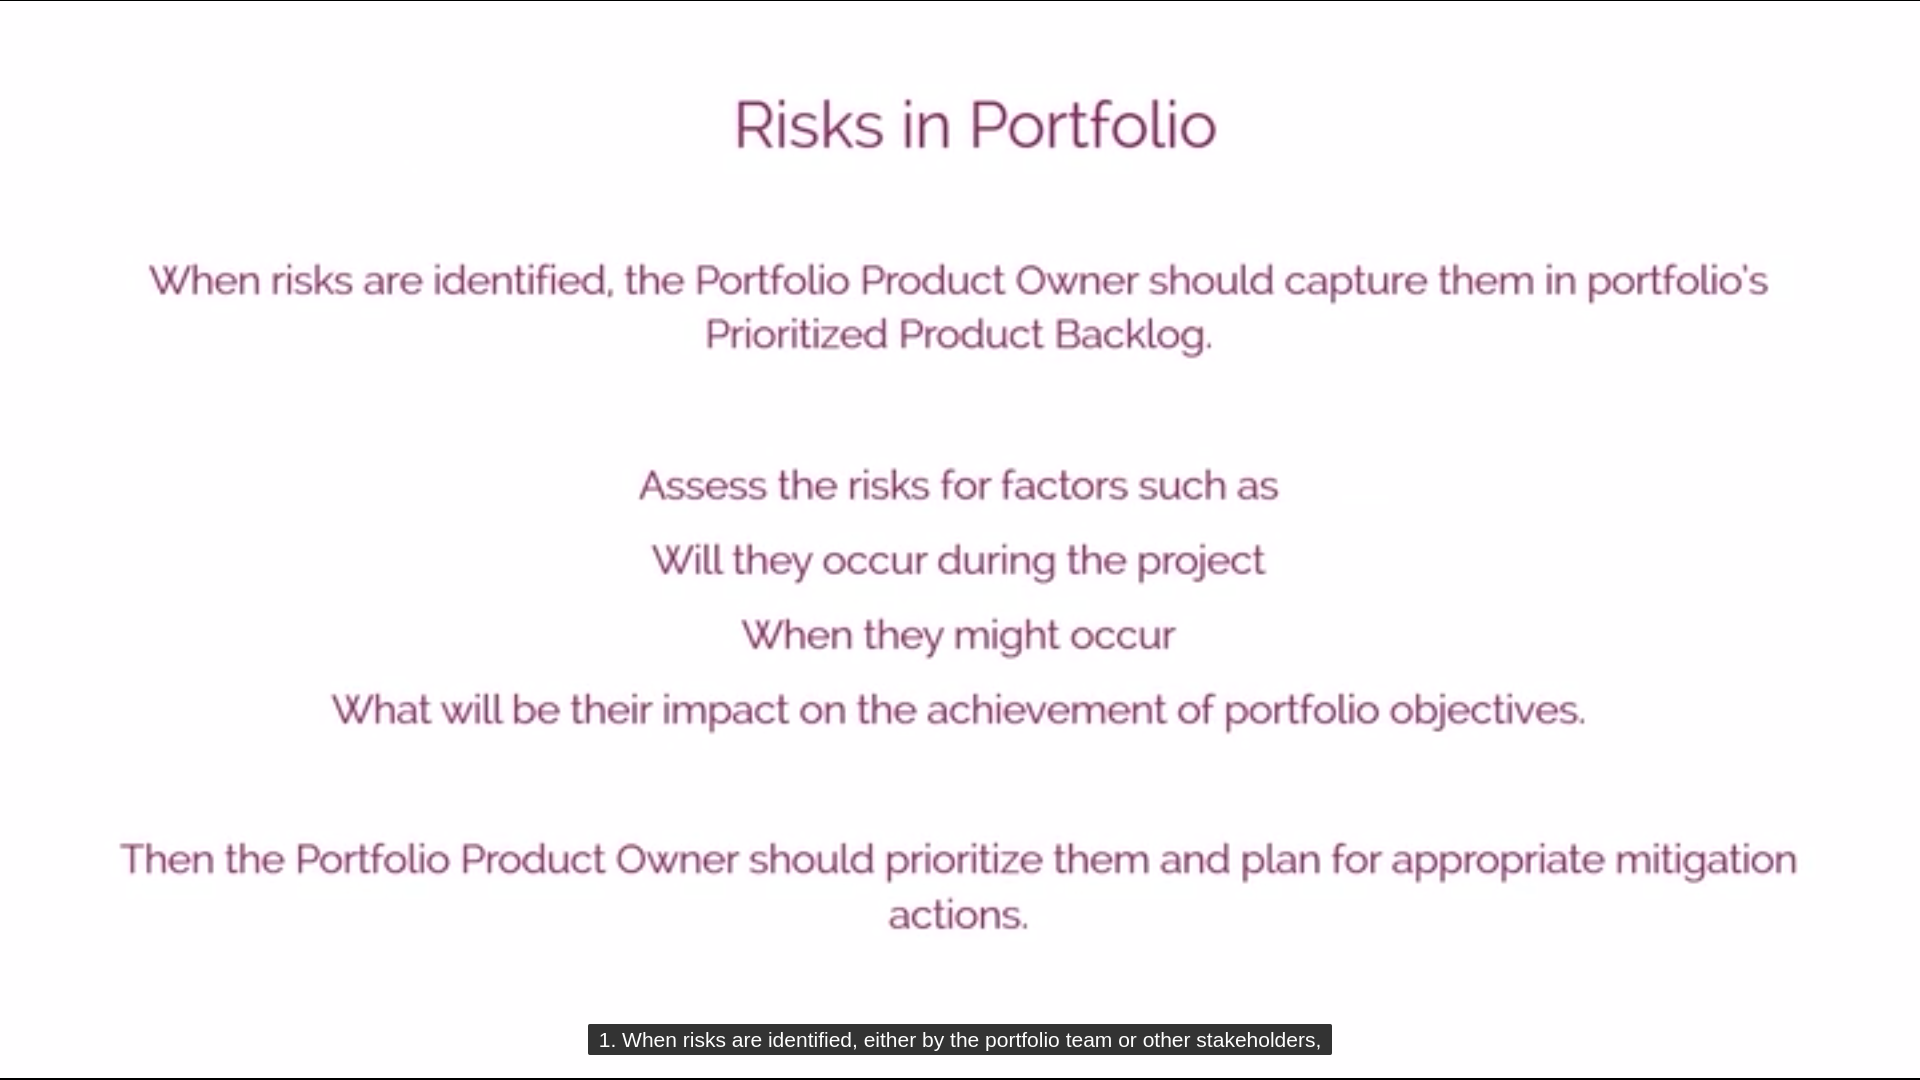 Risks in Portfolio
When risks are identified, the Portfolio Product Owner should capture them in portfolio's
Prioritized Product Backlog.
Assess the risks for factors such as
Will they occur during the project
When they might occur
What will be their impact on the achievement of portfolio objectives.
Then the Portfolio Product Owner should prioritize them and plan for appropriate mitigation
actions.
1. When risks are identified, either by the portfolio team or other stakeholders,